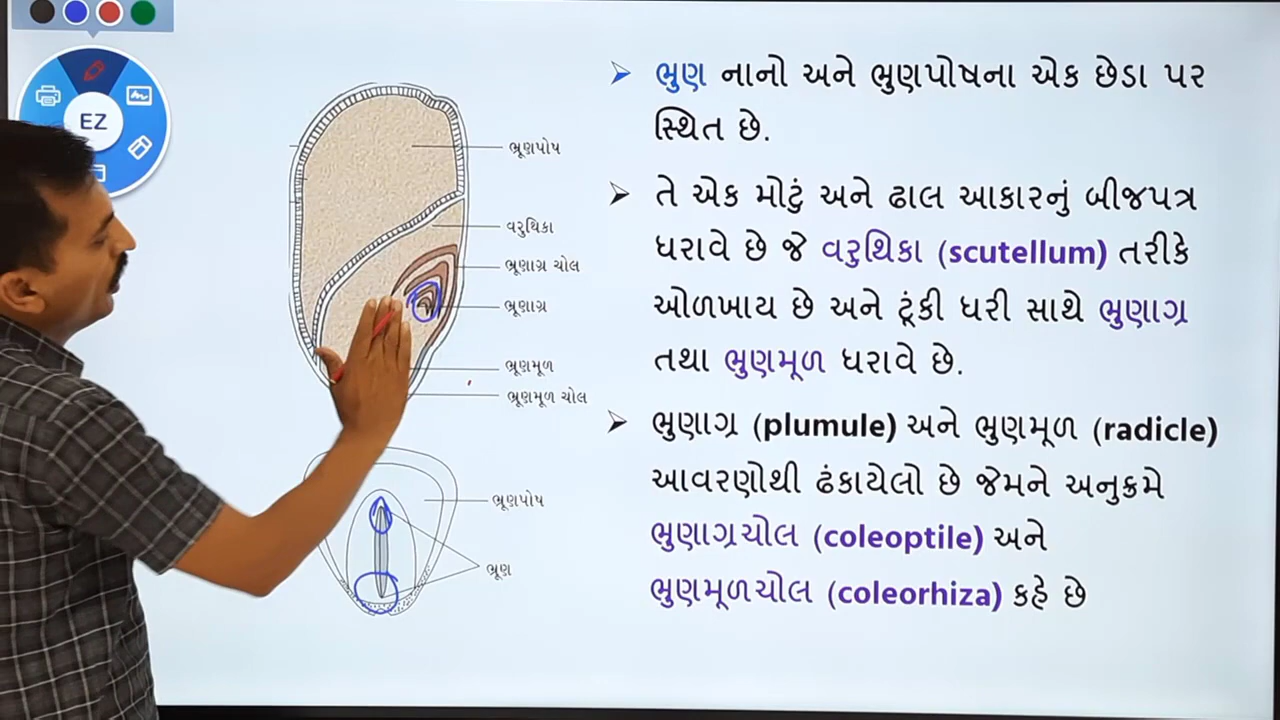 EZ
ભ્રૂણપોષ
વરુથિકા
ભ્રૂણાગ્ર ચોલ
ભ્રૂણાગ્ર
ભ્રૂણમૂળ
ભ્રૂણમૂળ ચોલ
ભ્રૂણપોષ
ભ્રૂણ
ભુણ નાનો અને ભુણપોષના એક છેડા પર
સ્થિત છે.
તે એક મોટું અને ઢાલ આકારનું બીજપત્ર
ધરાવે છે જે વરુથિકા (scutellum) તરીકે
ઓળખાય છે અને ટૂંકી ધરી સાથે ભુણાગ્ર
તથા ભુણમૂળ ધરાવે છે.
ભુણાગ્ર (plumule) અને ભુણમૂળ (radicle)
આવરણોથી ઢંકાયેલો છે જેમને અનુક્રમે
ભુણાગ્રચોલ (coleoptile) અને
ભુણમૂળચોલ (coleorhiza) કહે છે